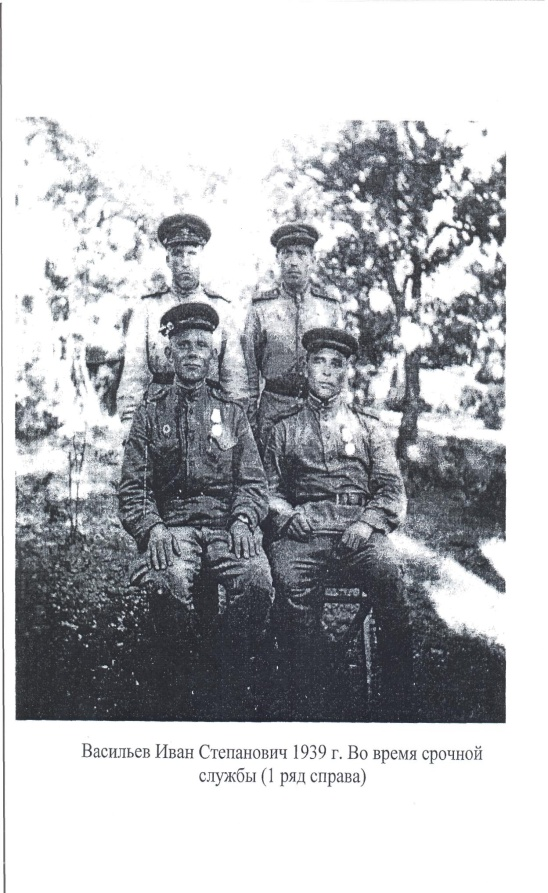 Васильев Иван Степанович 1939 г. Во время срочной
службы (1 ряд справа)